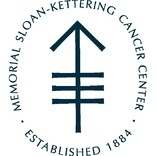 MEMORIAL SLOAN-KETTERING CANCER CENTER
· ESTABLISHED 1884 ·